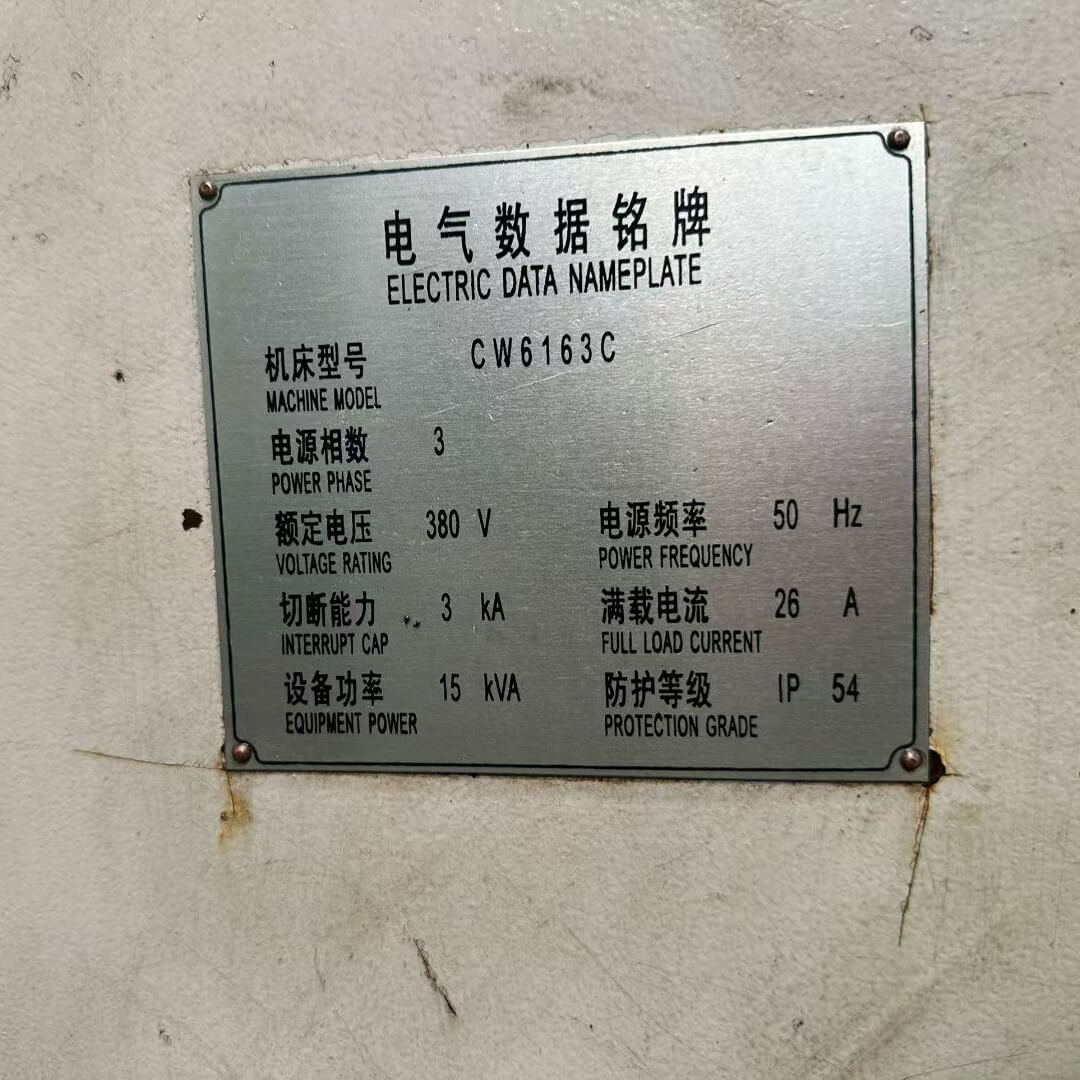 电气数据铭牌
ELECTRIC DATA NAMEPLATE
机床型号 CW6163C
MACHINE MODEL
电源相数 3
POWER PHASE
额定电压 380 V 电源频率 50 Hz
VOLTAGE RATING POWER FREQUENCY
切断能力 3 kA 满载电流 26 A
INTERRUPT CAP FULL LOAD CURRENT
设备功率 15 kVA 防护等级 IP 54
EQUIPMENT POWER PROTECTION GRADE